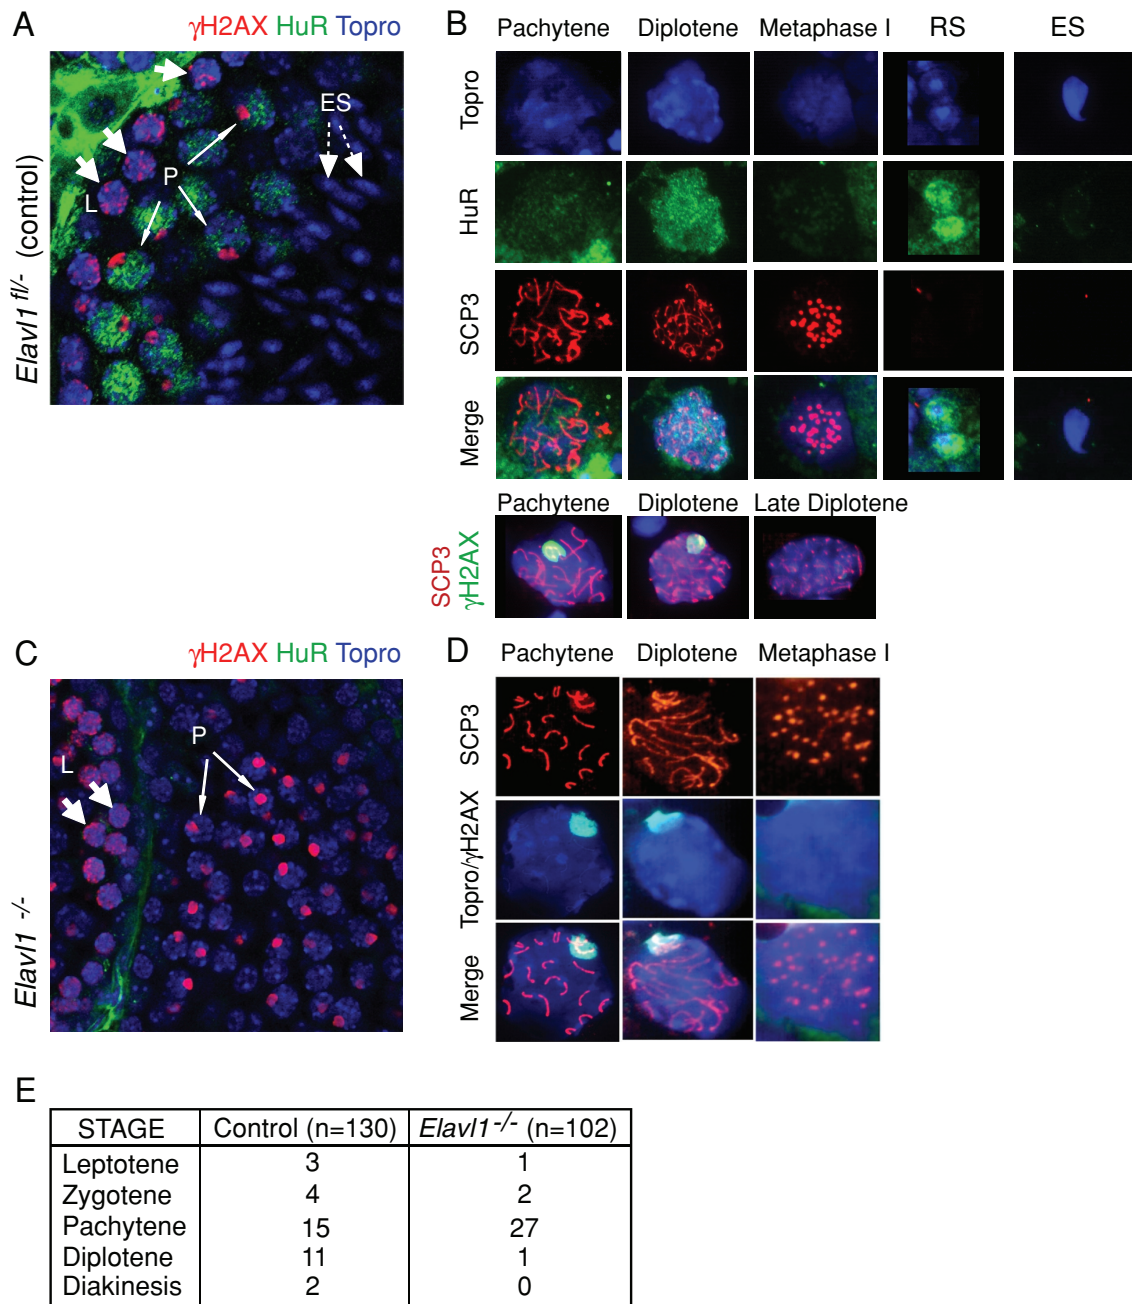 A
γH2AX HuR Topro
Elavl1 fl/- (control)
ES
P
L
B
Pachytene Diplotene Metaphase I RS ES
Topro
HuR
SCP3
Merge
Pachytene Diplotene Late Diplotene
SCP3
γH2AX
C
γH2AX HuR Topro
Elavl1 -/-
P
L
D
Pachytene Diplotene Metaphase I
SCP3
Topro/γH2AX
Merge
E
STAGE Control (n=130) Elavl1-/- (n=102)
Leptotene 3 1
Zygotene 4 2
Pachytene 15 27
Diplotene 11 1
Diakinesis 2 0